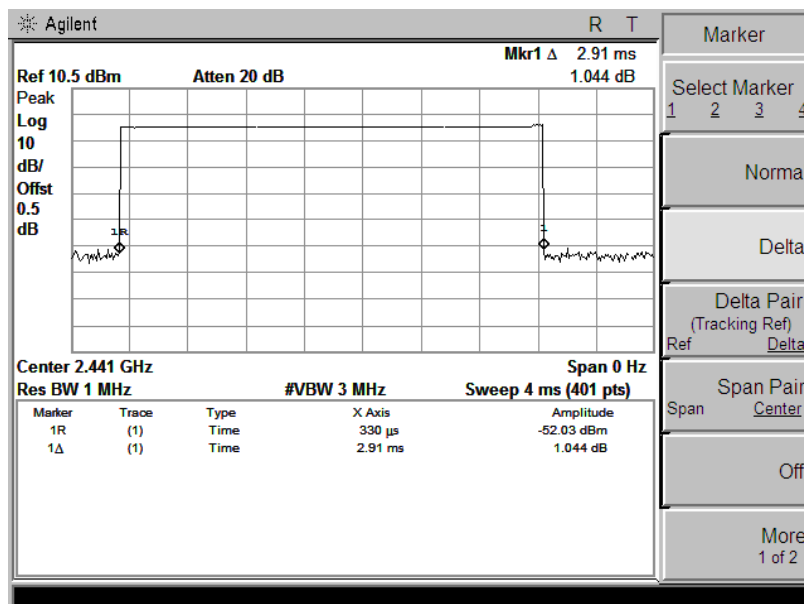 Agilent R T
Mkr1 Δ 2.91 ms
Ref 10.5 dBm Atten 20 dB 1.044 dB
Peak
Log
10
dB/
Offst
0.5
dB
1R
1
Center 2.441 GHz Span 0 Hz
Res BW 1 MHz #VBW 3 MHz Sweep 4 ms (401 pts)
Marker Trace Type X Axis Amplitude
1R (1) Time 330 µs -52.03 dBm
1Δ (1) Time 2.91 ms 1.044 dB
Marker
Select Marker
1 2 3 4
Norma
Delta
Delta Pair
(Tracking Ref)
Ref Delta
Span Pair
Span Center
Off
More
1 of 2